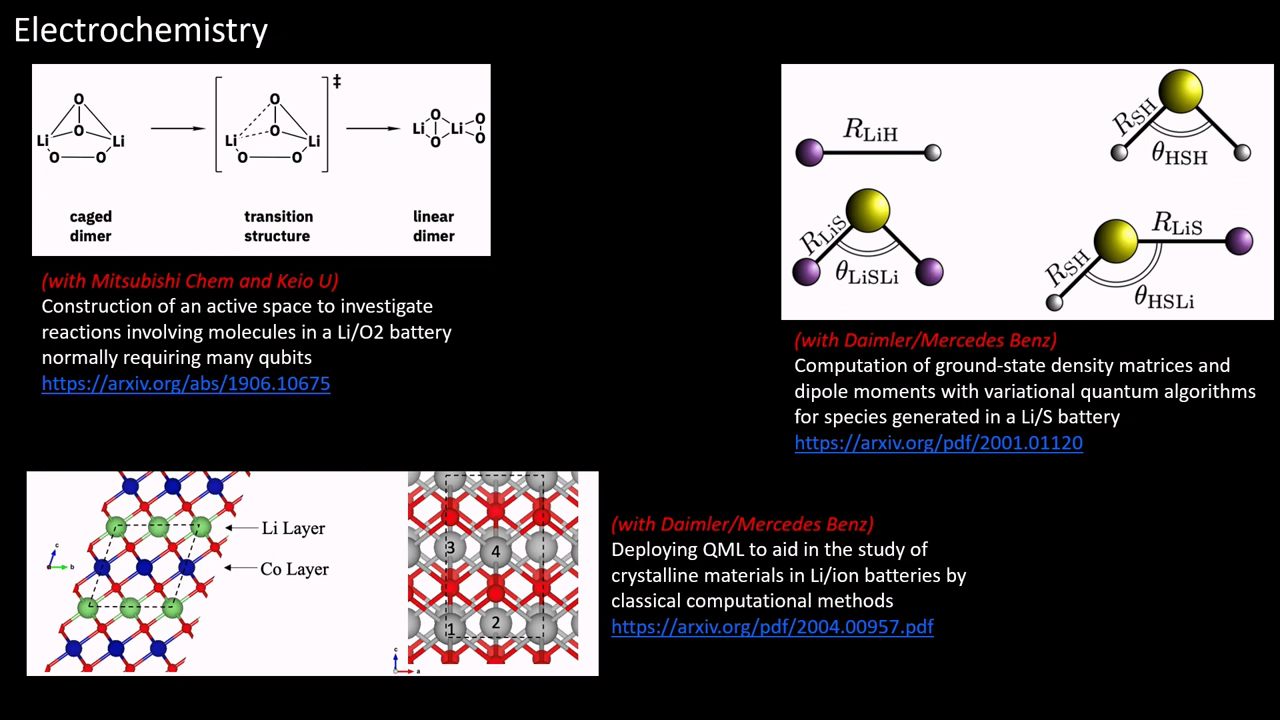 Electrochemistry
‡
O
Li O Li
O O
O
Li O Li
O O
O O
Li Li
O O
caged
dimer
transition
structure
linear
dimer
(with Mitsubishi Chem and Keio U)
Construction of an active space to investigate
reactions involving molecules in a Li/O2 battery
normally requiring many qubits
https://arxiv.org/abs/1906.10675
R_LiH
R_SH
θ_HSH
R_LiS
θ_LiSLi
R_LiS
R_SH
θ_HSLi
(with Daimler/Mercedes Benz)
Computation of ground-state density matrices and
dipole moments with variational quantum algorithms
for species generated in a Li/S battery
https://arxiv.org/pdf/2001.01120
Li Layer
Co Layer
c
b
3 4
1 2
c
a
(with Daimler/Mercedes Benz)
Deploying QML to aid in the study of
crystalline materials in Li/ion batteries by
classical computational methods
https://arxiv.org/pdf/2004.00957.pdf